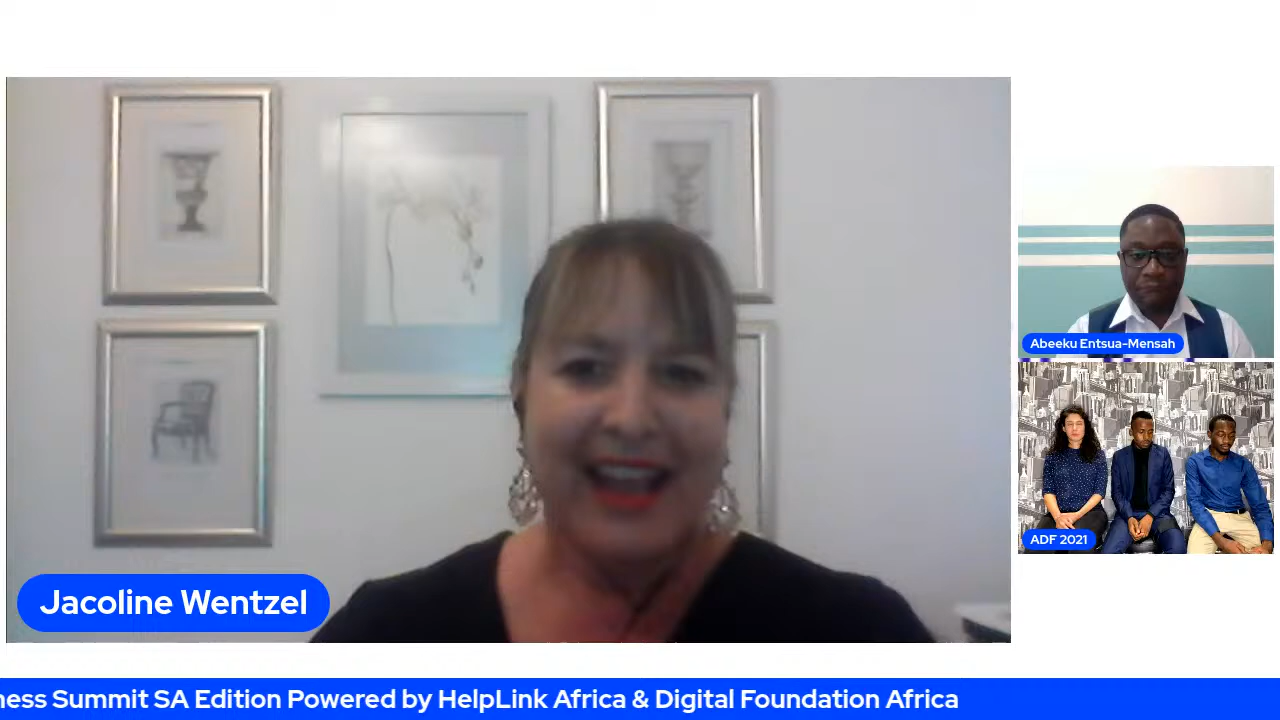 Abeeku Entsua-Mensah
ADF 2021
Jacoline Wentzel
ness Summit SA Edition Powered by HelpLink Africa & Digital Foundation Africa